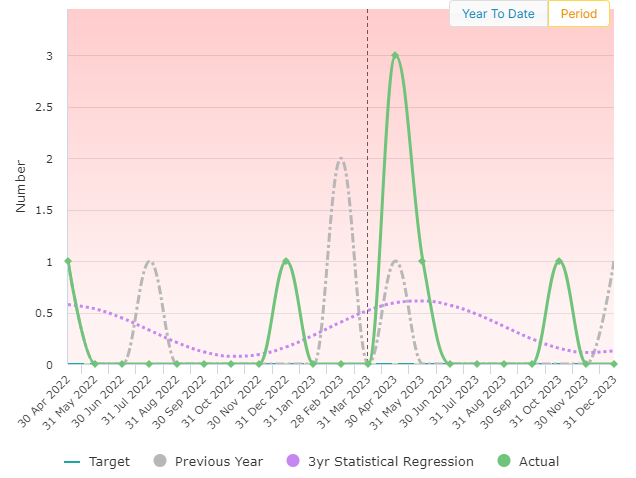 Year To Date
Period
3
2.5
2
1.5
1
0.5
0
Number
30 Apr 2022
31 May 2022
30 Jun 2022
31 Jul 2022
31 Aug 2022
30 Sep 2022
31 Oct 2022
30 Nov 2022
31 Dec 2022
31 Jan 2023
28 Feb 2023
31 Mar 2023
30 Apr 2023
31 May 2023
30 Jun 2023
31 Jul 2023
31 Aug 2023
30 Sep 2023
31 Oct 2023
30 Nov 2023
31 Dec 2023
Target
Previous Year
3yr Statistical Regression
Actual